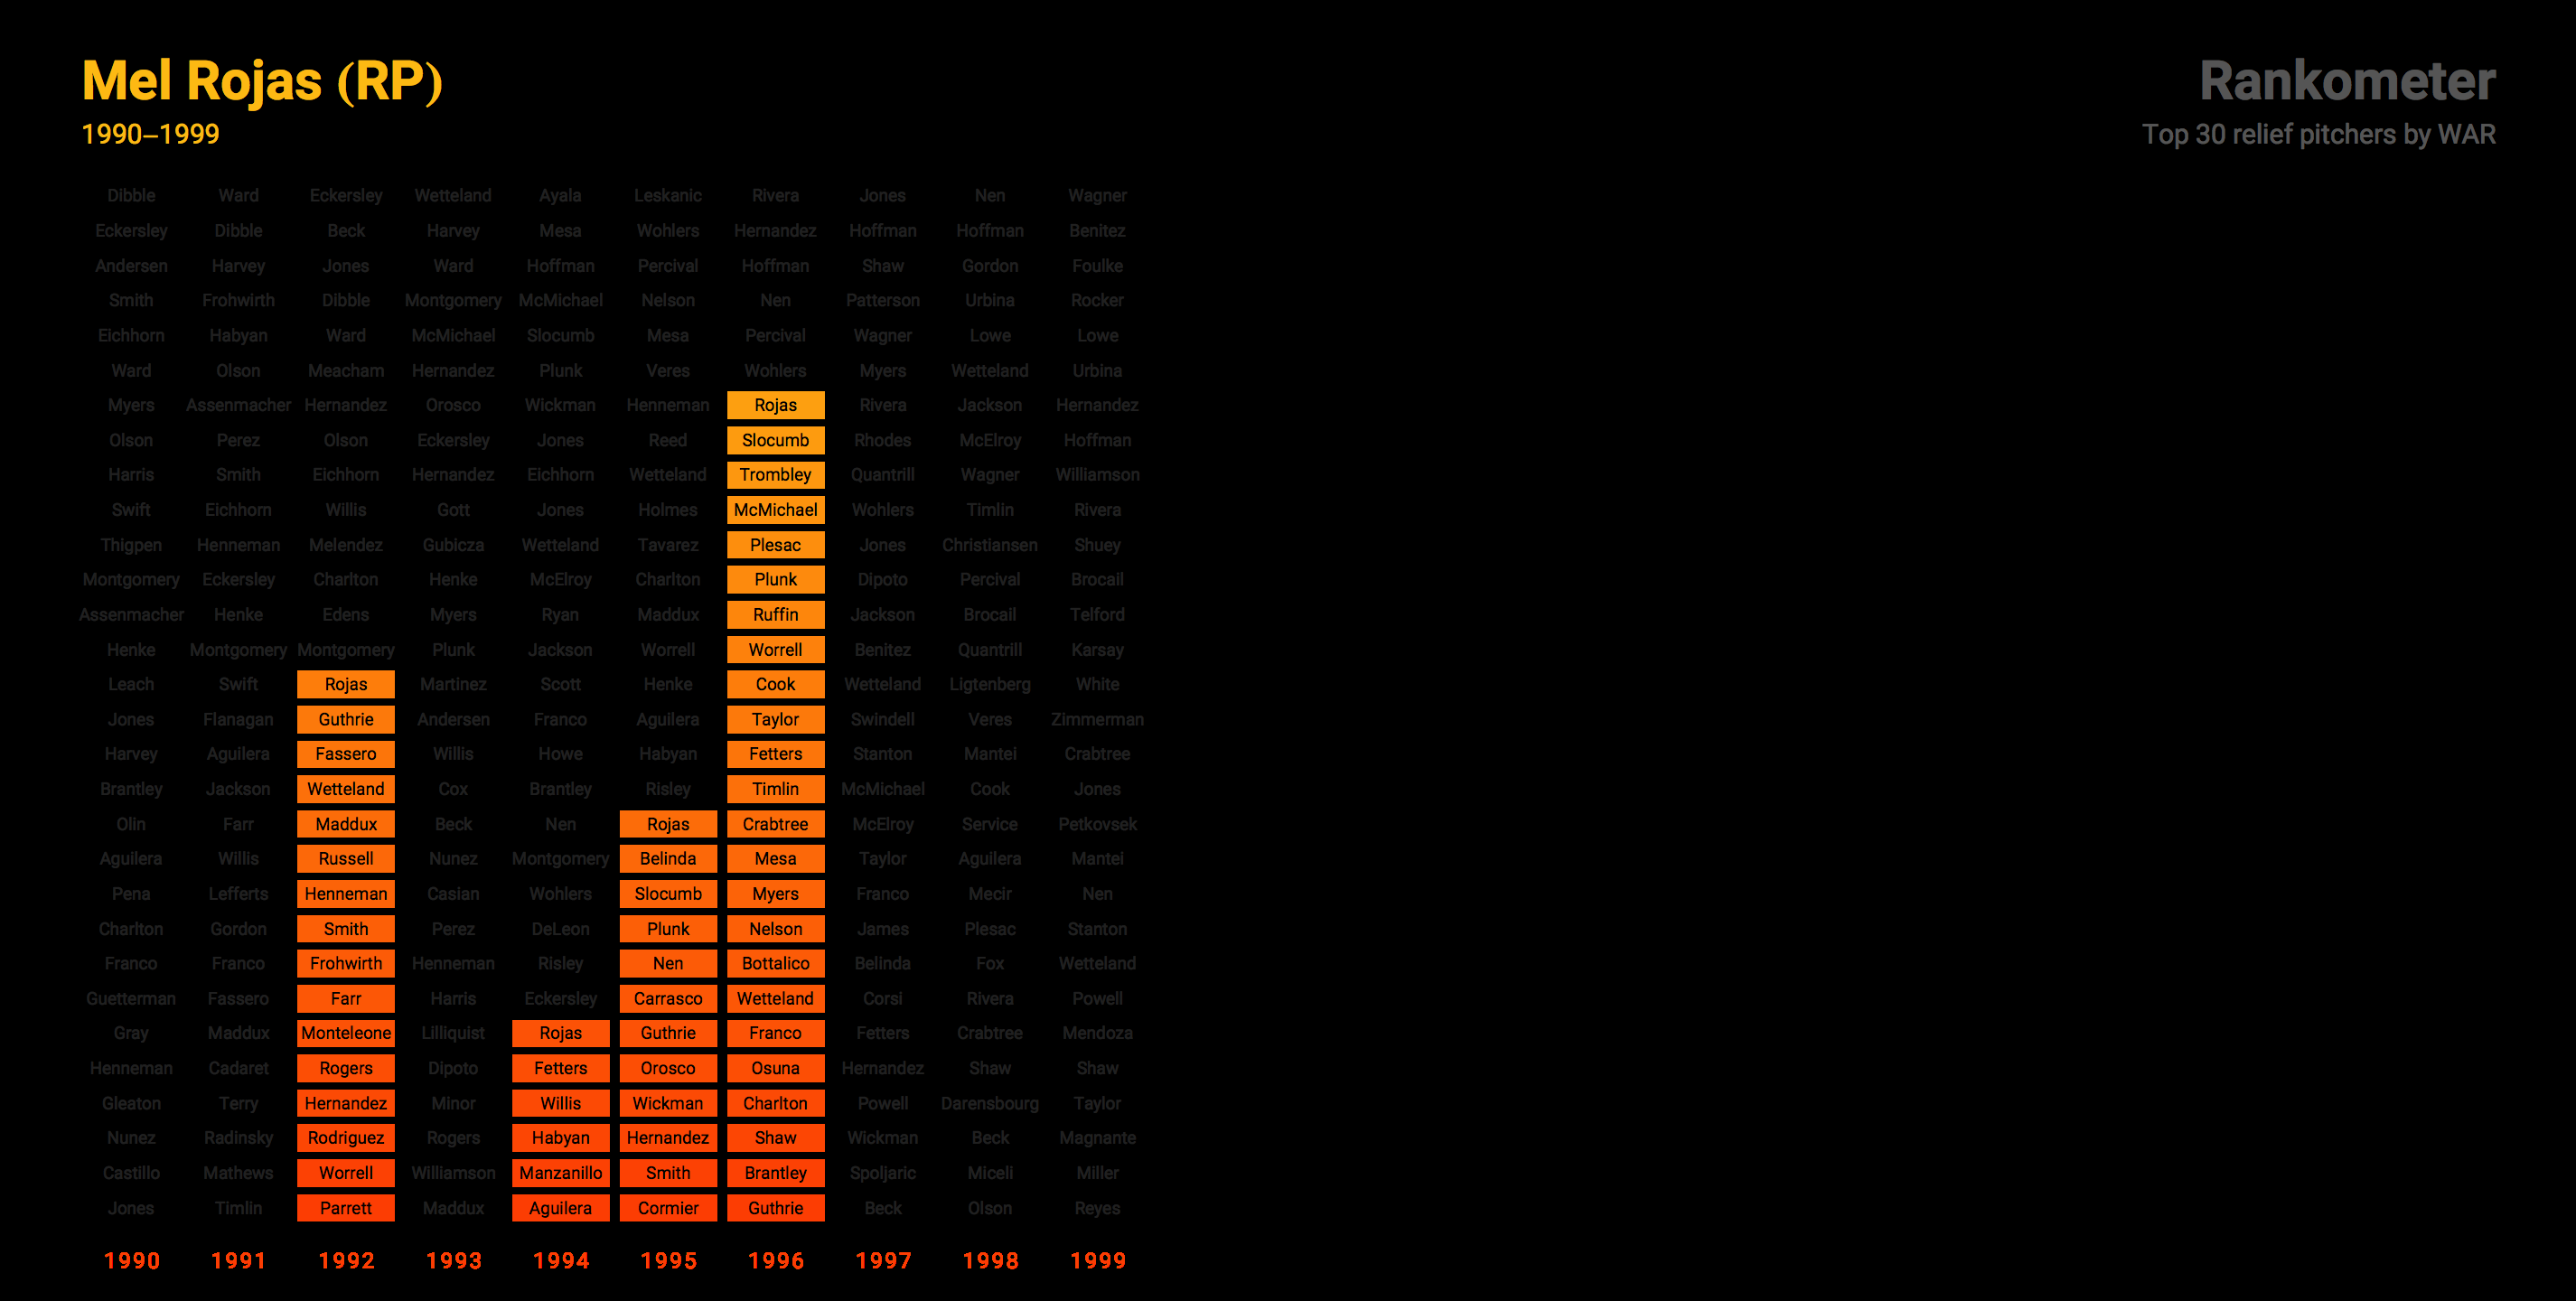 Mel Rojas (RP)
1990–1999
Rankometer
Top 30 relief pitchers by WAR
Dibble Ward Eckersley Wetteland Ayala Leskanic Rivera Jones Nen Wagner
Eckersley Dibble Beck Harvey Mesa Wohlers Hernandez Hoffman Hoffman Benitez
Andersen Harvey Jones Ward Hoffman Percival Hoffman Shaw Gordon Foulke
Smith Frohwirth Dibble Montgomery McMichael Nelson Nen Patterson Urbina Rocker
Eichhorn Habyan Ward McMichael Slocumb Mesa Percival Wagner Lowe Lowe
Ward Olson Meacham Hernandez Plunk Veres Wohlers Myers Wetteland Urbina
Myers Assenmacher Hernandez Orosco Wickman Henneman Rojas Rivera Jackson Hernandez
Olson Perez Olson Eckersley Jones Reed Slocumb Rhodes McElroy Hoffman
Harris Smith Eichhorn Hernandez Eichhorn Wetteland Trombley Quantrill Wagner Williamson
Swift Eichhorn Willis Gott Jones Holmes McMichael Wohlers Timlin Rivera
Thigpen Henneman Melendez Gubicza Wetteland Tavarez Plesac Jones Christiansen Shuey
Montgomery Eckersley Charlton Henke McElroy Charlton Plunk Dipoto Percival Brocail
Assenmacher Henke Edens Myers Ryan Maddux Ruffin Jackson Brocail Telford
Henke Montgomery Montgomery Plunk Jackson Worrell Worrell Benitez Quantrill Karsay
Leach Swift Rojas Martinez Scott Henke Cook Wetteland Ligtenberg White
Jones Flanagan Guthrie Andersen Franco Aguilera Taylor Swindell Veres Zimmerman
Harvey Aguilera Fassero Willis Howe Habyan Fetters Stanton Mantei Crabtree
Brantley Jackson Wetteland Cox Brantley Risley Timlin McMichael Cook Jones
Olin Farr Maddux Beck Nen Rojas Crabtree McElroy Service Petkovsek
Aguilera Willis Russell Nunez Montgomery Belinda Mesa Taylor Aguilera Mantei
Pena Lefferts Henneman Casian Wohlers Slocumb Myers Franco Mecir Nen
Charlton Gordon Smith Perez DeLeon Plunk Nelson James Plesac Stanton
Franco Franco Frohwirth Henneman Risley Nen Bottalico Belinda Fox Wetteland
Guetterman Fassero Farr Harris Eckersley Carrasco Wetteland Corsi Rivera Powell
Gray Maddux Monteleone Lilliquist Rojas Guthrie Franco Fetters Crabtree Mendoza
Henneman Cadaret Rogers Dipoto Fetters Orosco Osuna Hernandez Shaw Shaw
Gleaton Terry Hernandez Minor Willis Wickman Charlton Powell Darensbourg Taylor
Nunez Radinsky Rodriguez Rogers Habyan Hernandez Shaw Wickman Beck Magnante
Castillo Mathews Worrell Williamson Manzanillo Smith Brantley Spoljaric Miceli Miller
Jones Timlin Parrett Maddux Aguilera Cormier Guthrie Beck Olson Reyes
1990 1991 1992 1993 1994 1995 1996 1997 1998 1999